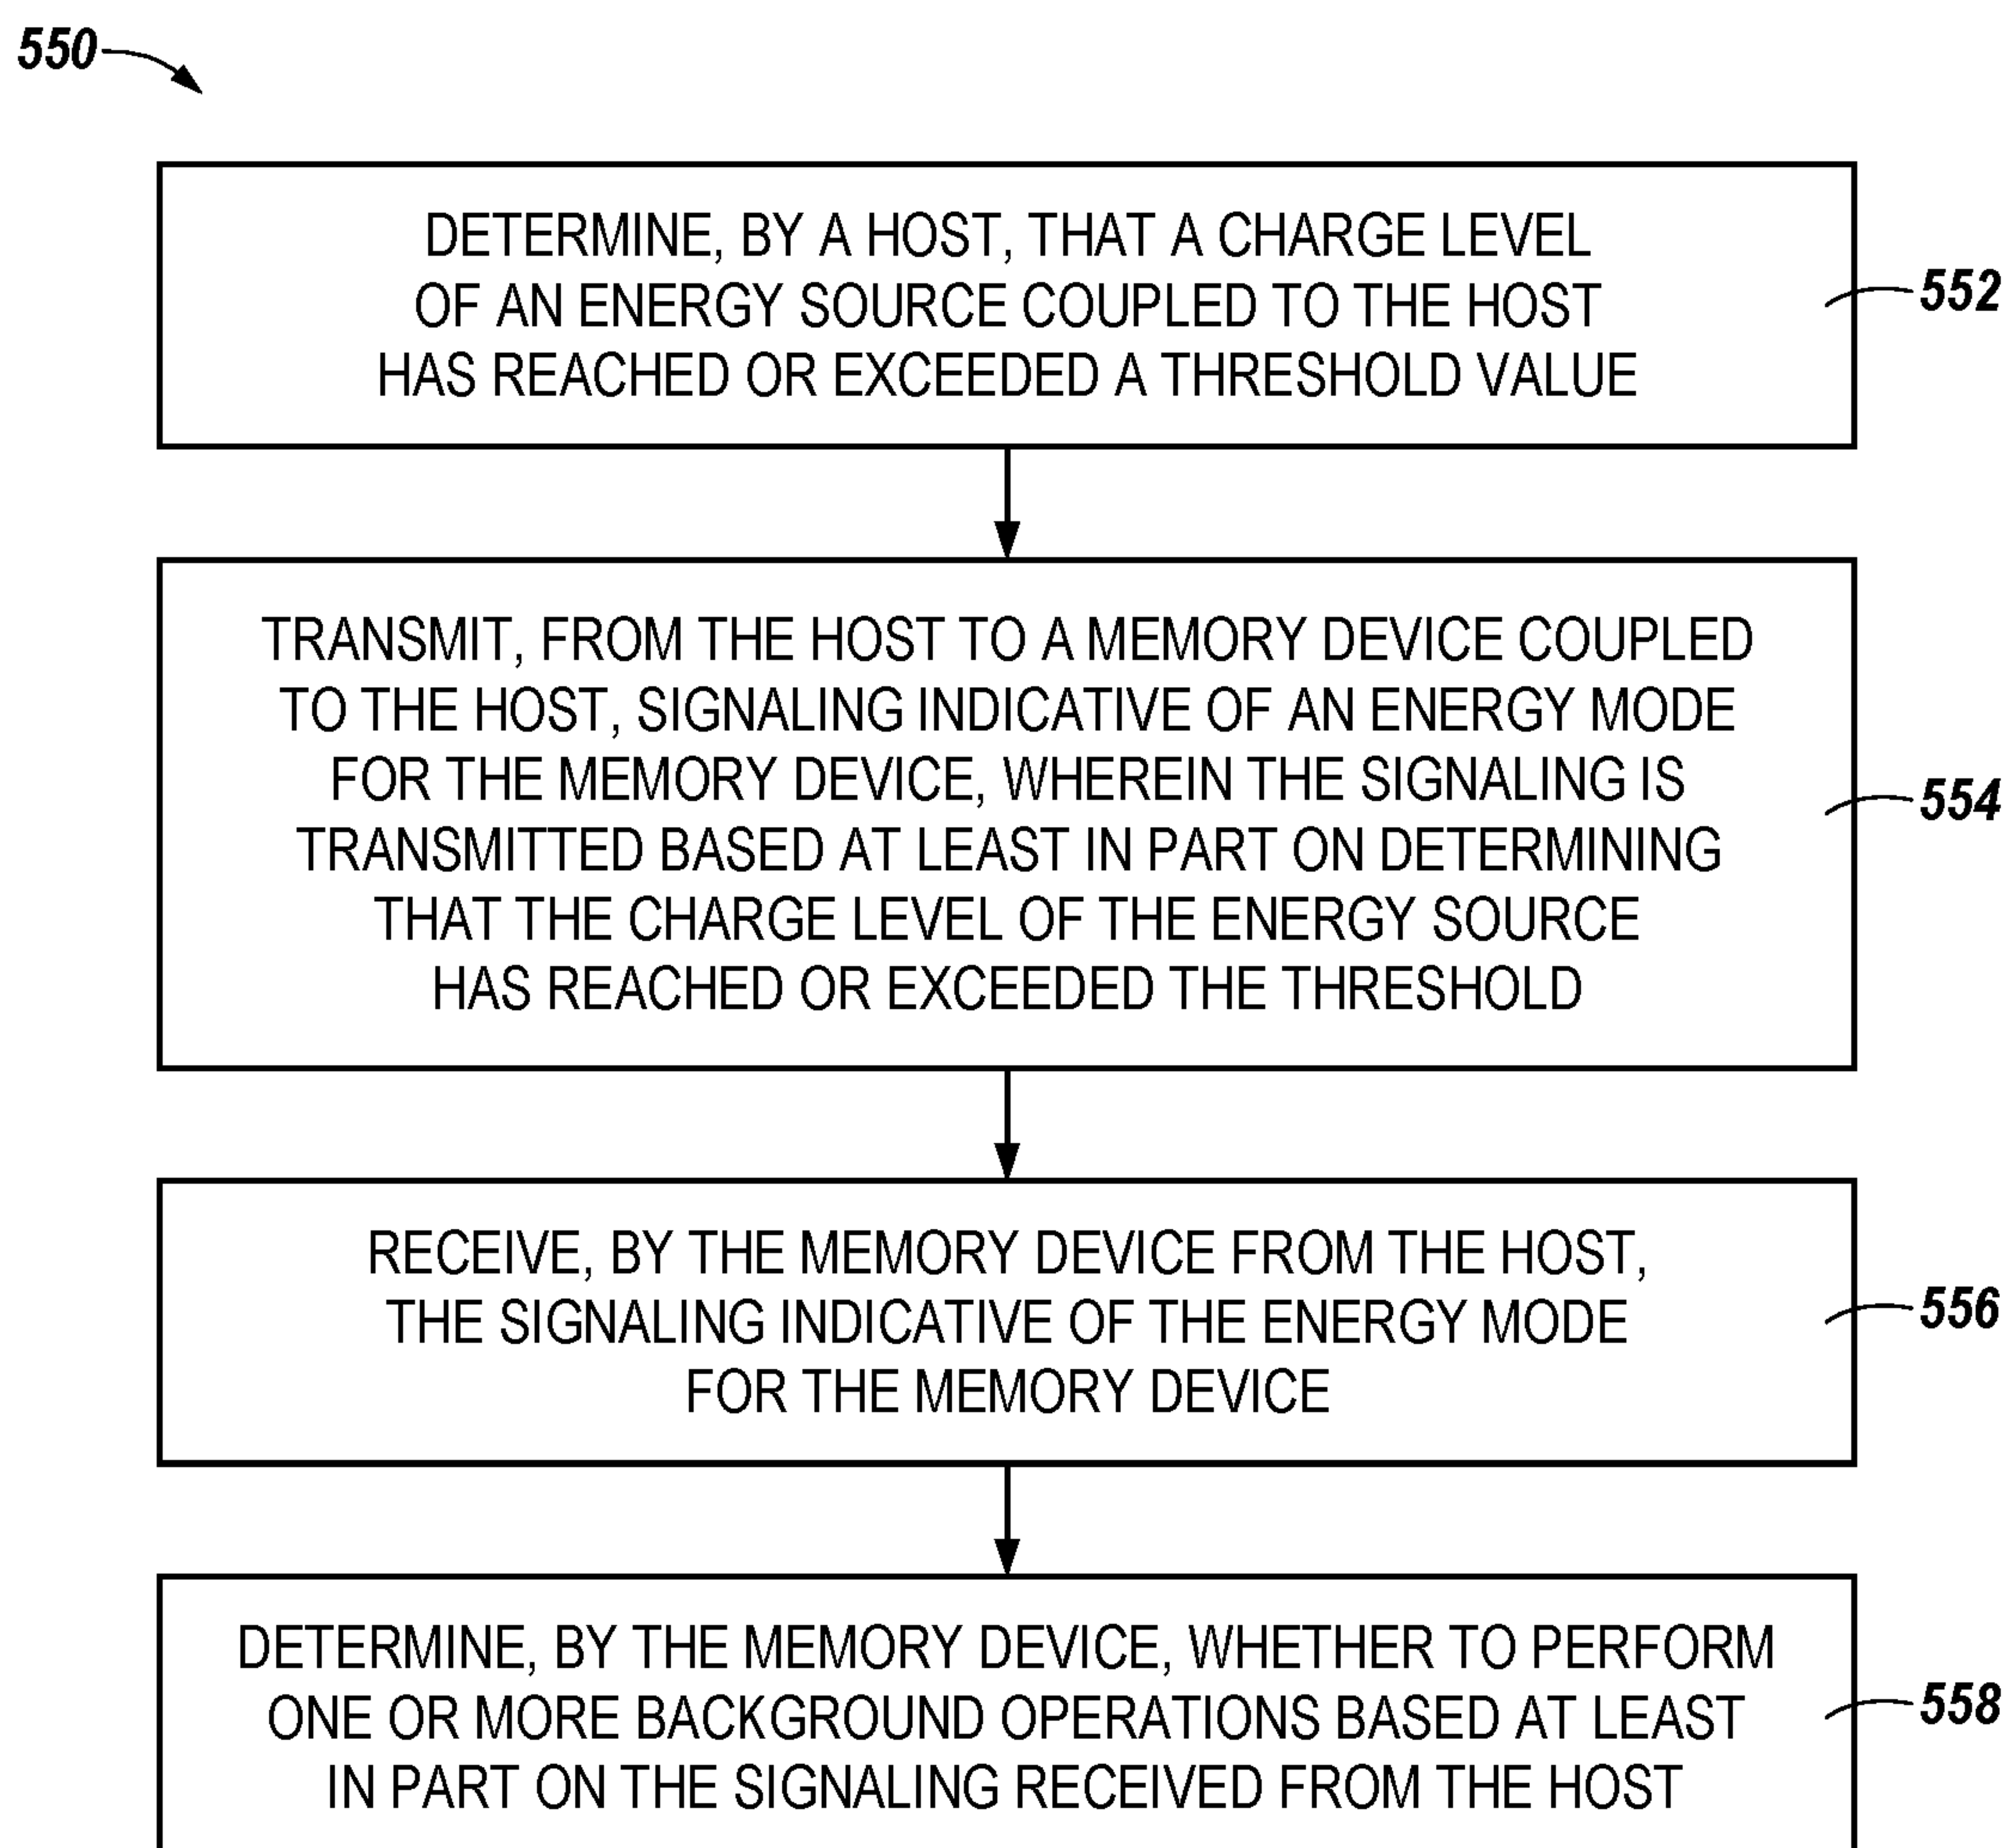 550
DETERMINE, BY A HOST, THAT A CHARGE LEVEL
OF AN ENERGY SOURCE COUPLED TO THE HOST
HAS REACHED OR EXCEEDED A THRESHOLD VALUE
552
TRANSMIT, FROM THE HOST TO A MEMORY DEVICE COUPLED
TO THE HOST, SIGNALING INDICATIVE OF AN ENERGY MODE
FOR THE MEMORY DEVICE, WHEREIN THE SIGNALING IS
TRANSMITTED BASED AT LEAST IN PART ON DETERMINING
THAT THE CHARGE LEVEL OF THE ENERGY SOURCE
HAS REACHED OR EXCEEDED THE THRESHOLD
554
RECEIVE, BY THE MEMORY DEVICE FROM THE HOST,
THE SIGNALING INDICATIVE OF THE ENERGY MODE
FOR THE MEMORY DEVICE
556
DETERMINE, BY THE MEMORY DEVICE, WHETHER TO PERFORM
ONE OR MORE BACKGROUND OPERATIONS BASED AT LEAST
IN PART ON THE SIGNALING RECEIVED FROM THE HOST
558